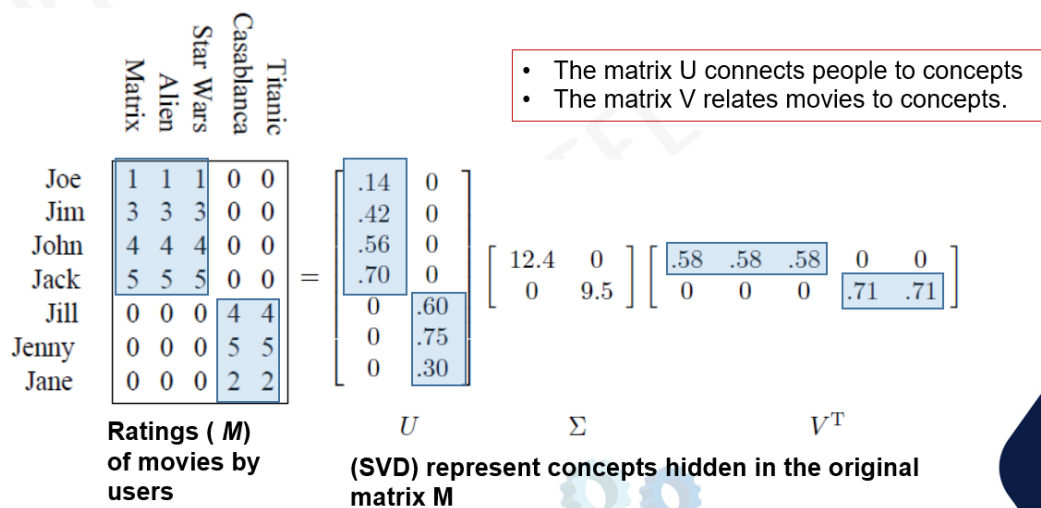 Matrix
Alien
Star Wars
Casablanca
Titanic
• The matrix U connects people to concepts
• The matrix V relates movies to concepts.
Joe 1 1 1 0 0
Jim 3 3 3 0 0
John 4 4 4 0 0
Jack 5 5 5 0 0
Jill 0 0 0 4 4
Jenny 0 0 0 5 5
Jane 0 0 0 2 2
=
.14 0
.42 0
.56 0
.70 0
0 .60
0 .75
0 .30
12.4 0
0 9.5
.58 .58 .58 0 0
0 0 0 .71 .71
U Σ Vᵀ
Ratings ( M)
of movies by
users
(SVD) represent concepts hidden in the original
matrix M